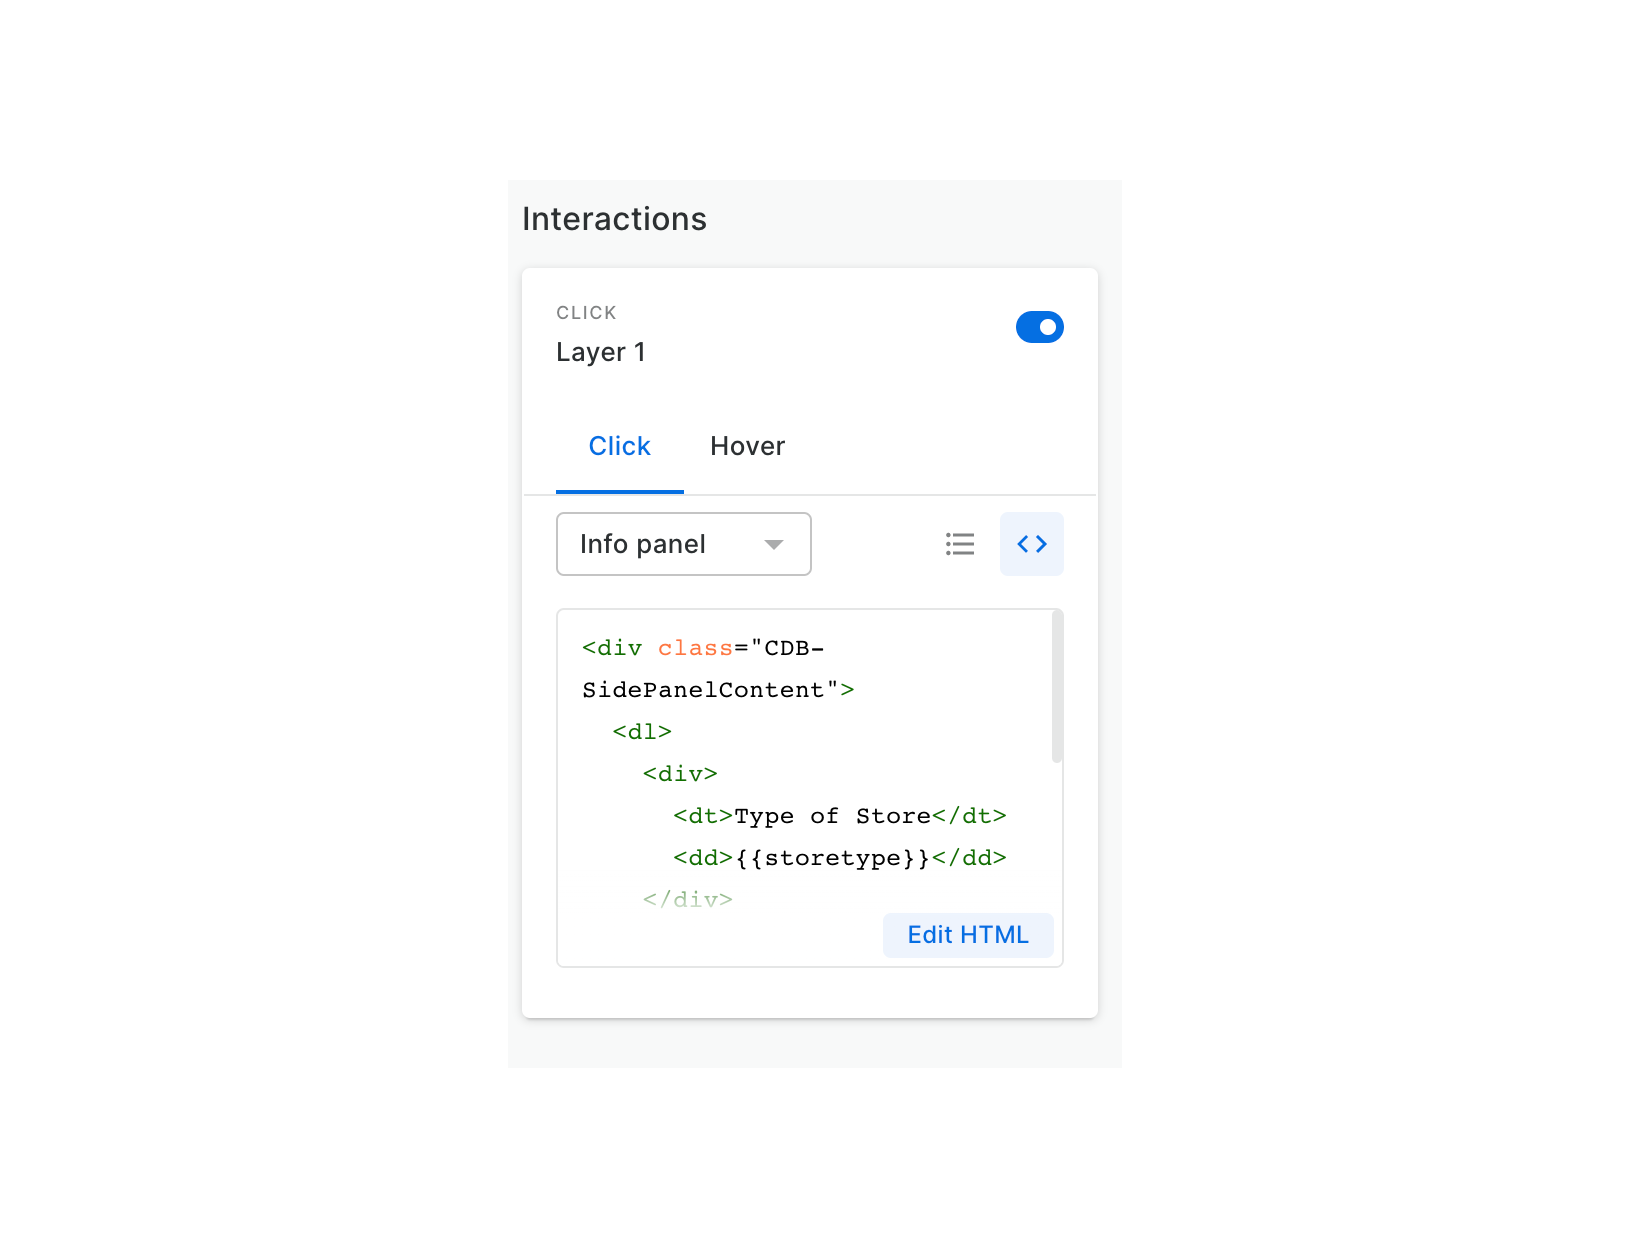 Interactions
CLICK
Layer 1
Click Hover
Info panel
<div class="CDB-
SidePanelContent">
<dl>
<div>
<dt>Type of Store</dt>
<dd>{{storetype}}</dd>
</div>
Edit HTML